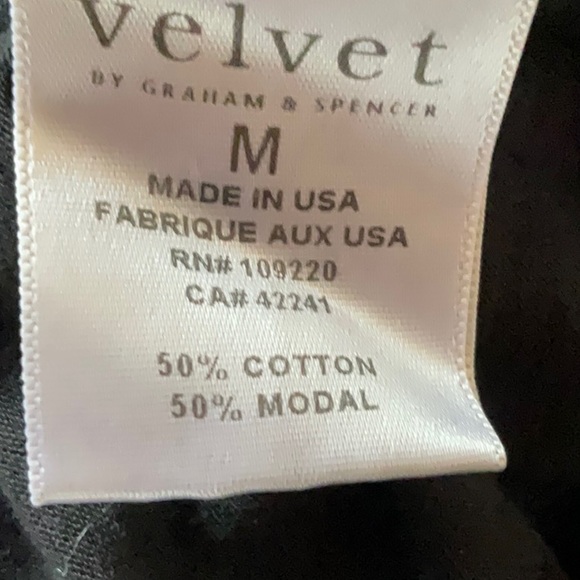 velvet
BY GRAHAM & SPENCER
M
MADE IN USA
FABRIQUE AUX USA
RN# 109220
CA# 42241
50% COTTON
50% MODAL